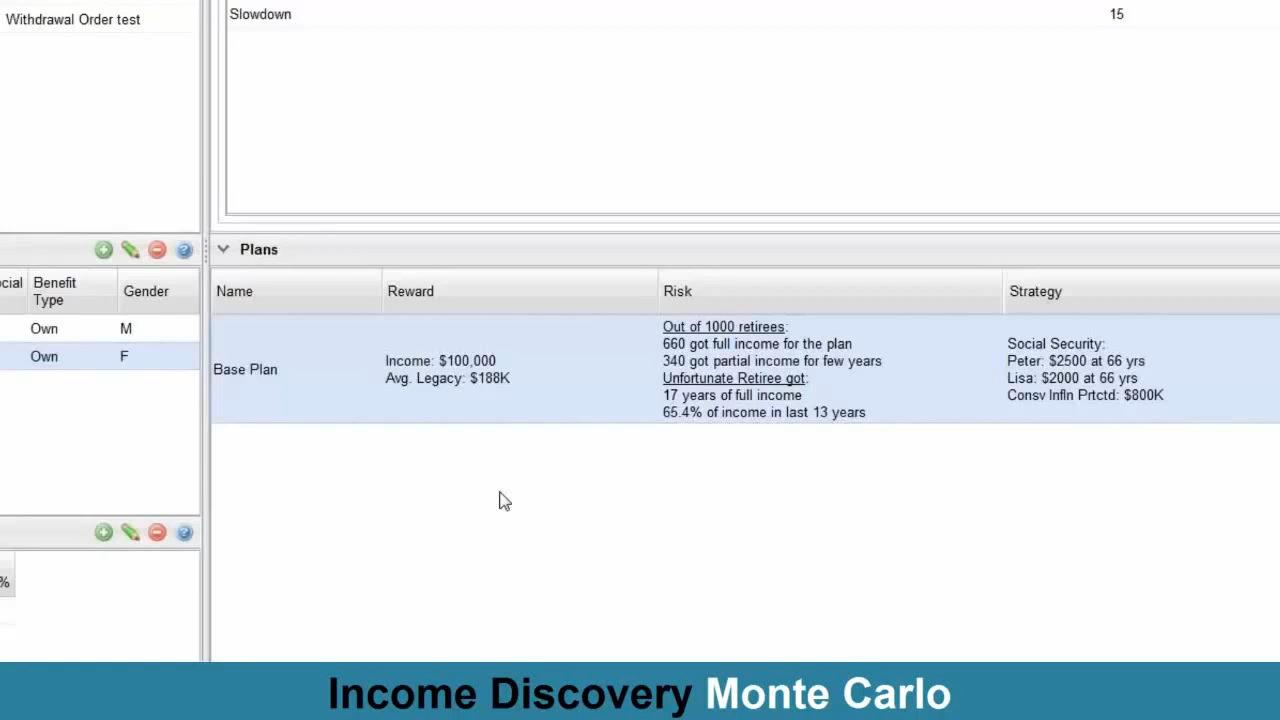 Withdrawal Order test
Slowdown 15
Plans
cial Benefit Type Gender
Own M
Own F
%
Name Reward Risk Strategy
Base Plan
Income: $100,000
Avg. Legacy: $188K
Out of 1000 retirees:
660 got full income for the plan
340 got partial income for few years
Unfortunate Retiree got:
17 years of full income
65.4% of income in last 13 years
Social Security:
Peter: $2500 at 66 yrs
Lisa: $2000 at 66 yrs
Consv Infln Prtctd: $800K
Income Discovery Monte Carlo